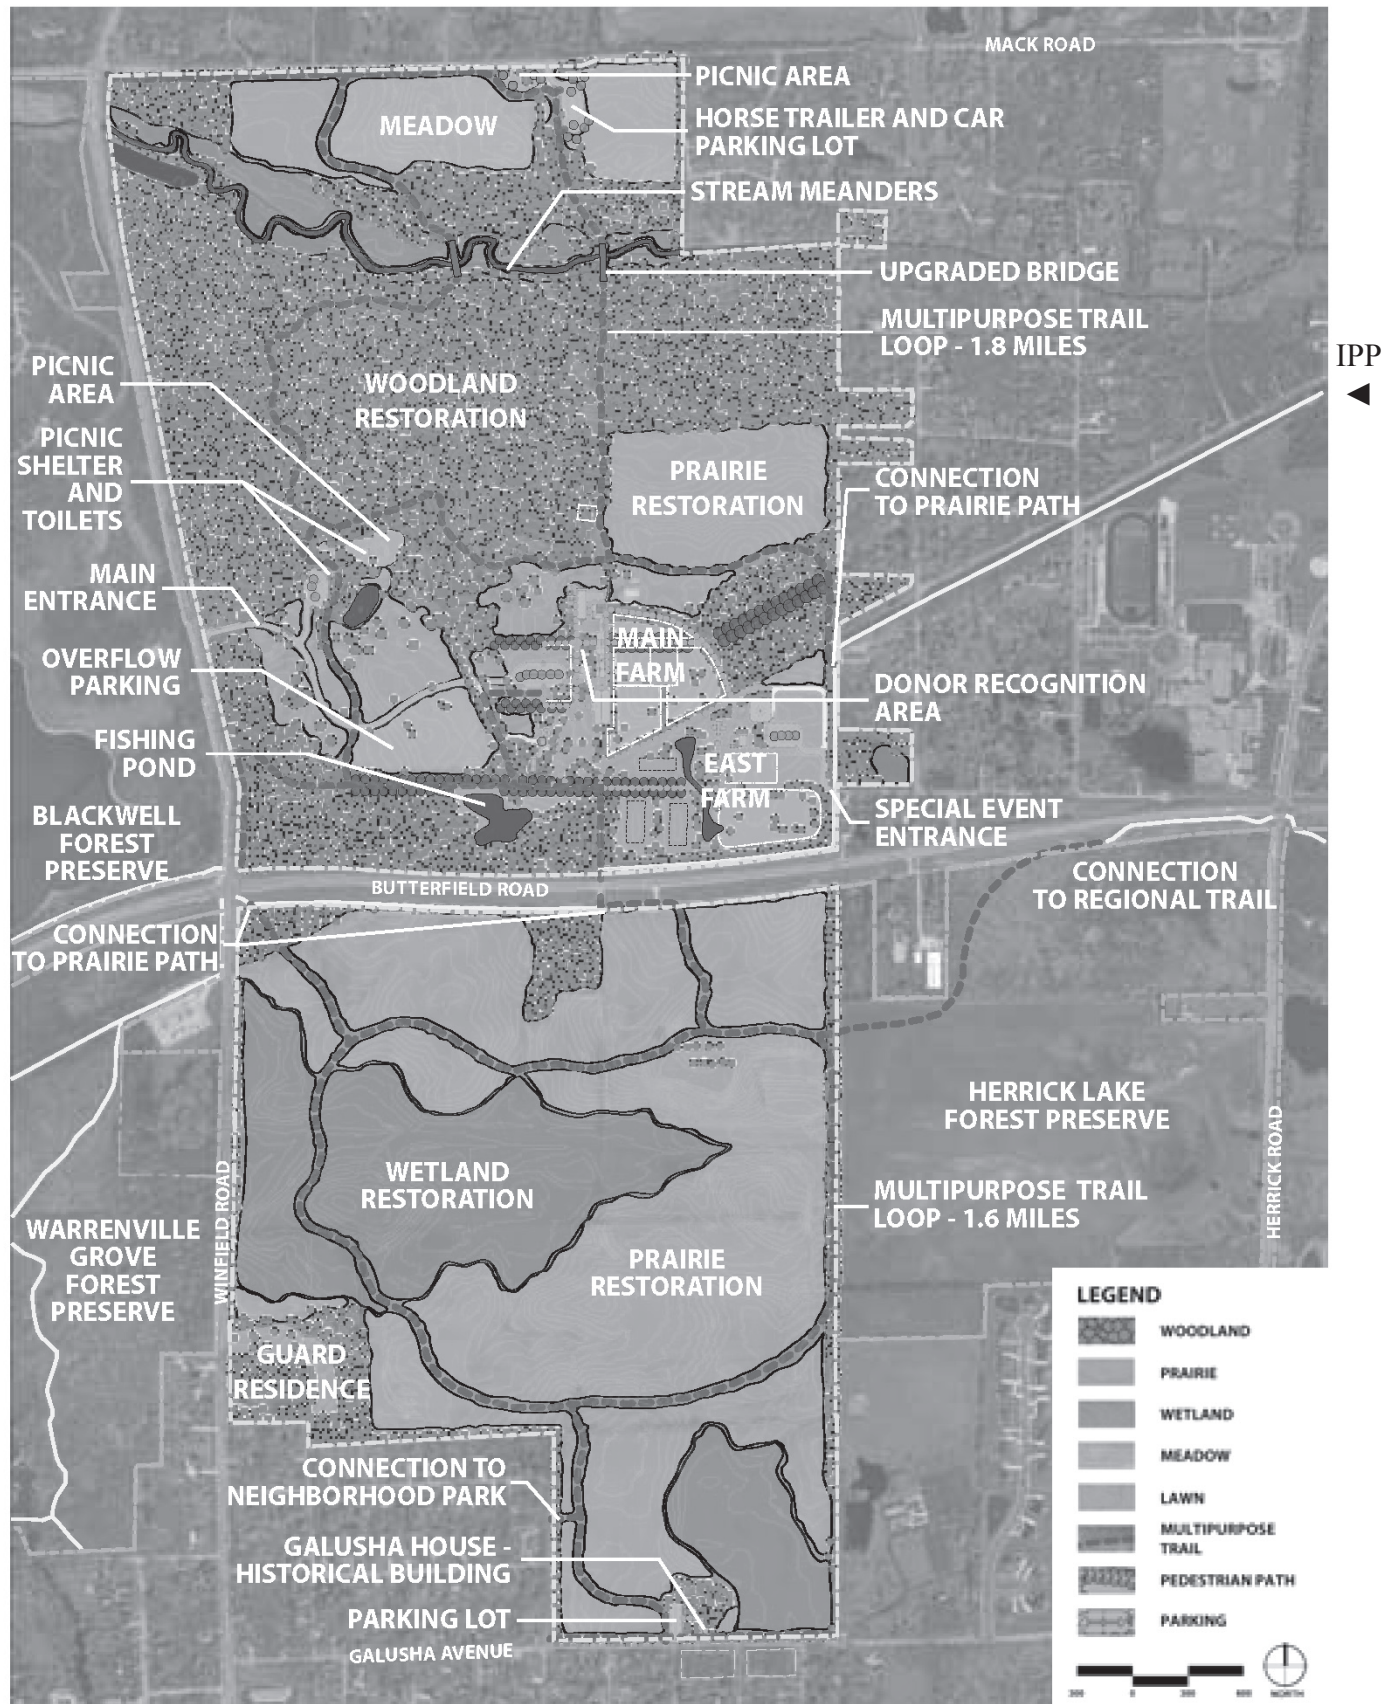 MACK ROAD
PICNIC AREA
MEADOW
HORSE TRAILER AND CAR
PARKING LOT
STREAM MEANDERS
UPGRADED BRIDGE
MULTIPURPOSE TRAIL
LOOP - 1.8 MILES
IPP
PICNIC
AREA
WOODLAND
RESTORATION
PICNIC
SHELTER
AND
TOILETS
PRAIRIE
RESTORATION
CONNECTION
TO PRAIRIE PATH
MAIN
ENTRANCE
MAIN
FARM
OVERFLOW
PARKING
DONOR RECOGNITION
AREA
FISHING
POND
EAST
FARM
BLACKWELL
FOREST
PRESERVE
SPECIAL EVENT
ENTRANCE
BUTTERFIELD ROAD
CONNECTION
TO REGIONAL TRAIL
CONNECTION
TO PRAIRIE PATH
HERRICK LAKE
FOREST PRESERVE
HERRICK ROAD
WETLAND
RESTORATION
MULTIPURPOSE TRAIL
LOOP - 1.6 MILES
WINFIELD ROAD
WARRENVILLE
GROVE
FOREST
PRESERVE
PRAIRIE
RESTORATION
GUARD
RESIDENCE
CONNECTION TO
NEIGHBORHOOD PARK
GALUSHA HOUSE -
HISTORICAL BUILDING
PARKING LOT
GALUSHA AVENUE
LEGEND
WOODLAND
PRAIRIE
WETLAND
MEADOW
LAWN
MULTIPURPOSE
TRAIL
PEDESTRIAN PATH
PARKING
NORTH